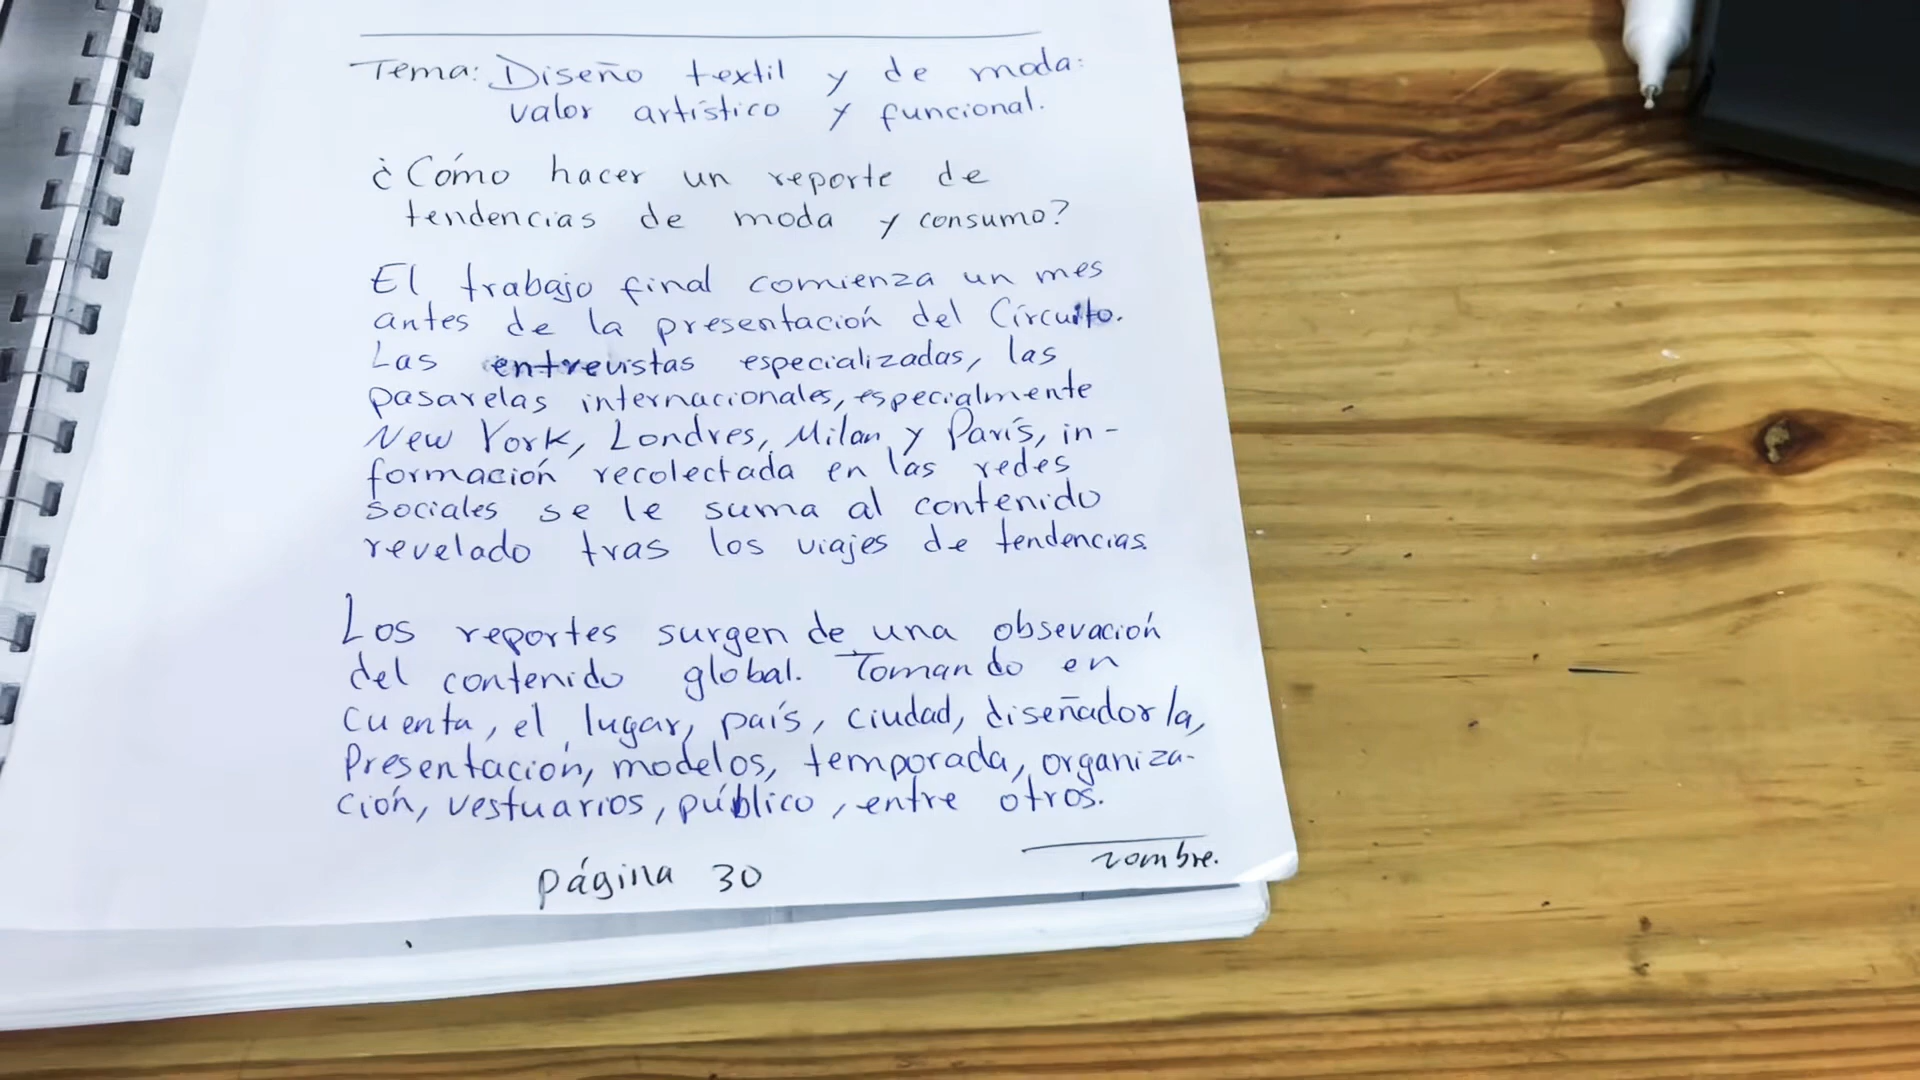 Tema: Diseño textil y de moda:
valor artístico y funcional.
¿Cómo hacer un reporte de
tendencias de moda y consumo?
El trabajo final comienza un mes
antes de la presentación del Círcuito.
Las entrevistas especializadas, las
pasarelas internacionales, especialmente
New York, Londres, Milan y París, in-
formación recolectada en las redes
sociales se le suma al contenido
revelado tras los viajes de tendencias.
Los reportes surgen de una obsevación
del contenido global. Tomando en
cuenta, el lugar, país, ciudad, diseñador/a,
Presentación, modelos, temporada, organiza-
ción, vestuarios, público, entre otros.
nombre.
página 30